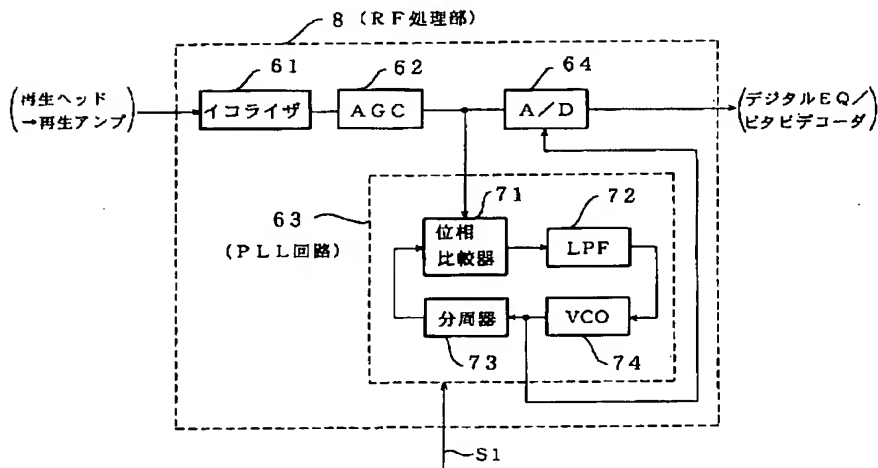 8(RF処理部)
61
62
64
(再生ヘッド
→再生アンプ)
イコライザ
AGC
A/D
(デジタルEQ/
ビタビデコーダ)
63
(PLL回路)
71
72
位相
比較器
LPF
分周器
VCO
73
74
S1